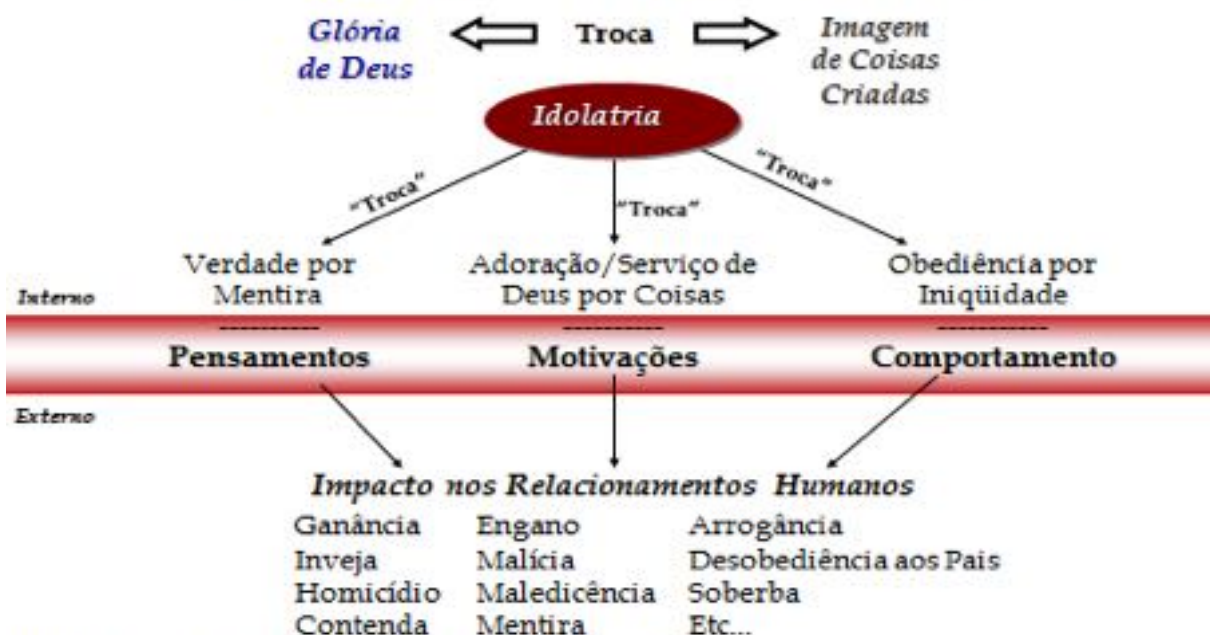 Glória
de Deus
Troca
Imagem
de Coisas
Criadas
Idolatria
"Troca"
"Troca"
"Troca"
Verdade por
Mentira
Adoração/Serviço de
Deus por Coisas
Obediência por
Iniqüidade
Interno
----------
----------
----------
Pensamentos
Motivações
Comportamento
Externo
Impacto nos Relacionamentos Humanos
Ganância
Inveja
Homicídio
Contenda
Engano
Malícia
Maledicência
Mentira
Arrogância
Desobediência aos Pais
Soberba
Etc...